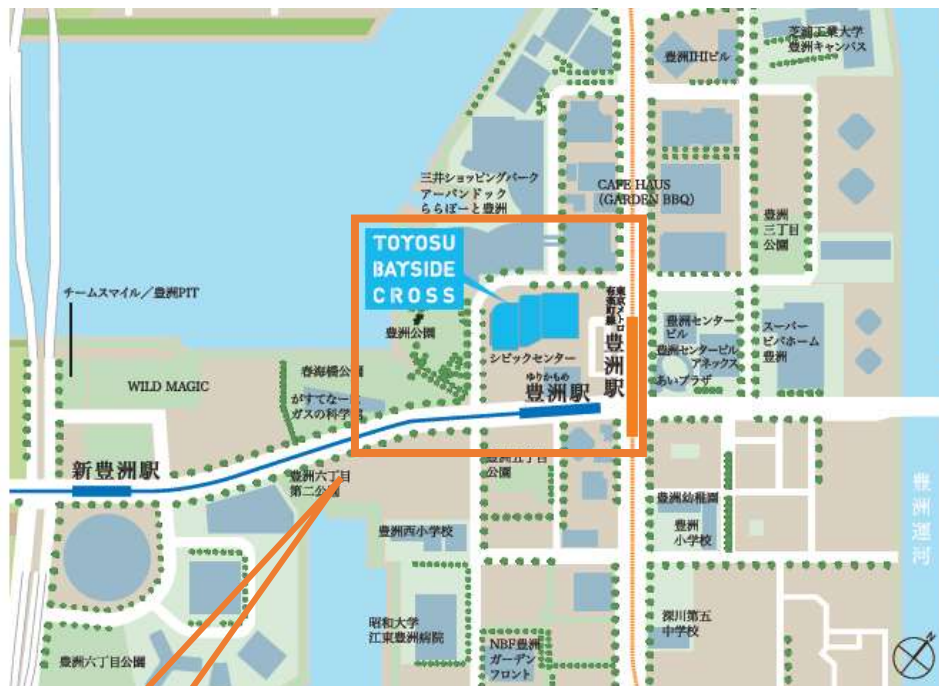 芝浦工業大学
豊洲キャンパス
豊洲IHIビル
三井ショッピングパーク
アーバンドック
ららぽーと豊洲
CAFE HAUS
(GARDEN BBQ)
豊洲
三丁目
公園
TOYOSU
BAYSIDE
CROSS
チームスマイル/豊洲PIT
豊洲公園
東京メトロ
有楽町線
豊洲駅
豊洲センター
ビル
豊洲センタービル
アネックス
スーパー
ビバホーム
豊洲
シビックセンター
あいプラザ
ゆりかもめ
豊洲駅
WILD MAGIC
春海橋公園
がすてなーに
ガスの科学館
新豊洲駅
豊洲六丁目
第二公園
豊洲五丁目
公園
豊洲幼稚園
豊洲
小学校
豊洲西小学校
豊洲運河
昭和大学
江東豊洲病院
深川第五
中学校
NBF豊洲
ガーデン
フロント
豊洲六丁目公園
N